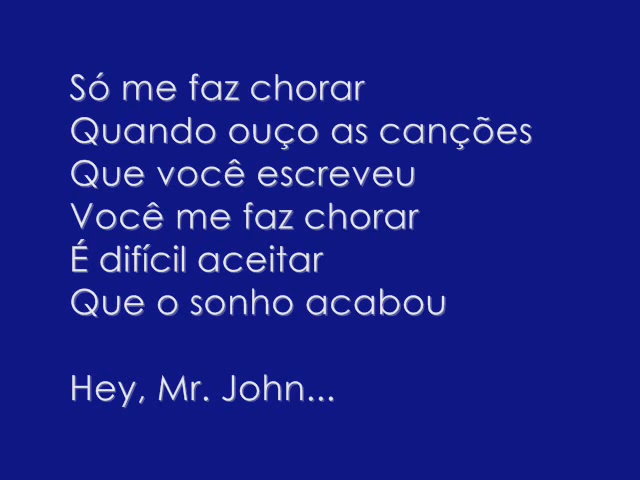 Só me faz chorar
Quando ouço as canções
Que você escreveu
Você me faz chorar
É difícil aceitar
Que o sonho acabou
Hey, Mr. John...